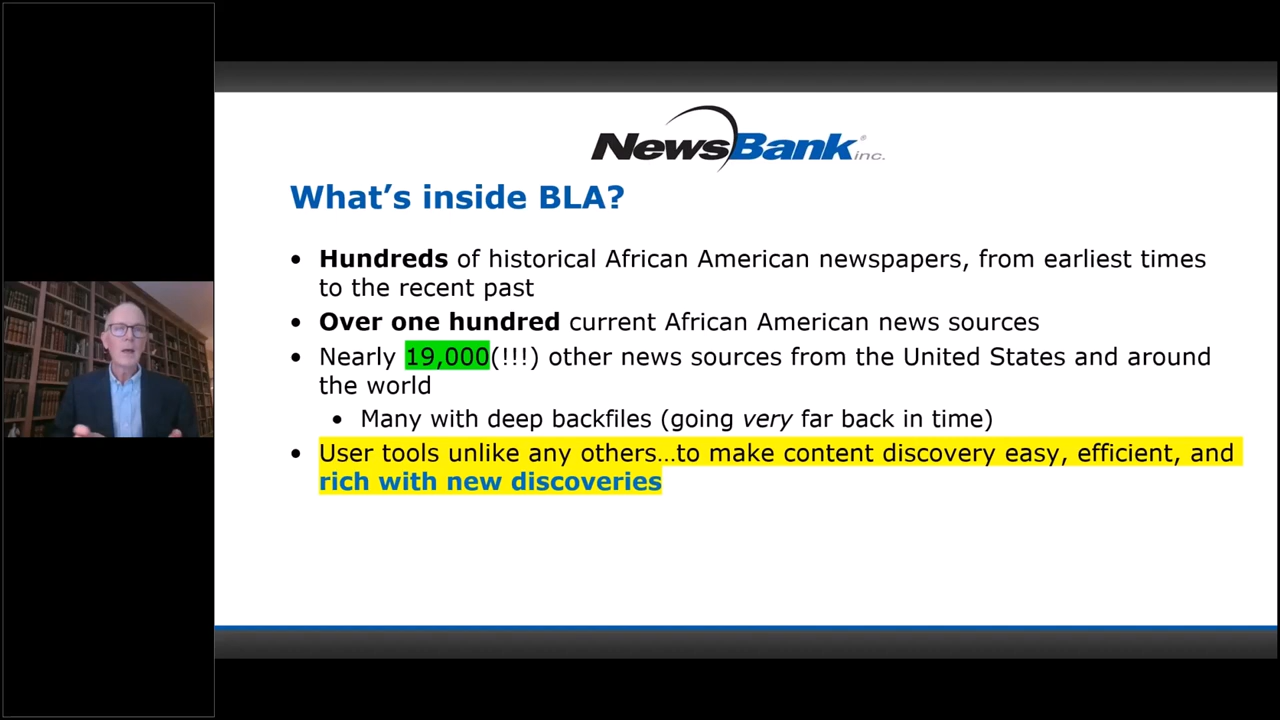 NewsBank® inc.
What’s inside BLA?
• Hundreds of historical African American newspapers, from earliest times
to the recent past
• Over one hundred current African American news sources
• Nearly 19,000(!!!) other news sources from the United States and around
the world
• Many with deep backfiles (going very far back in time)
• User tools unlike any others…to make content discovery easy, efficient, and
rich with new discoveries